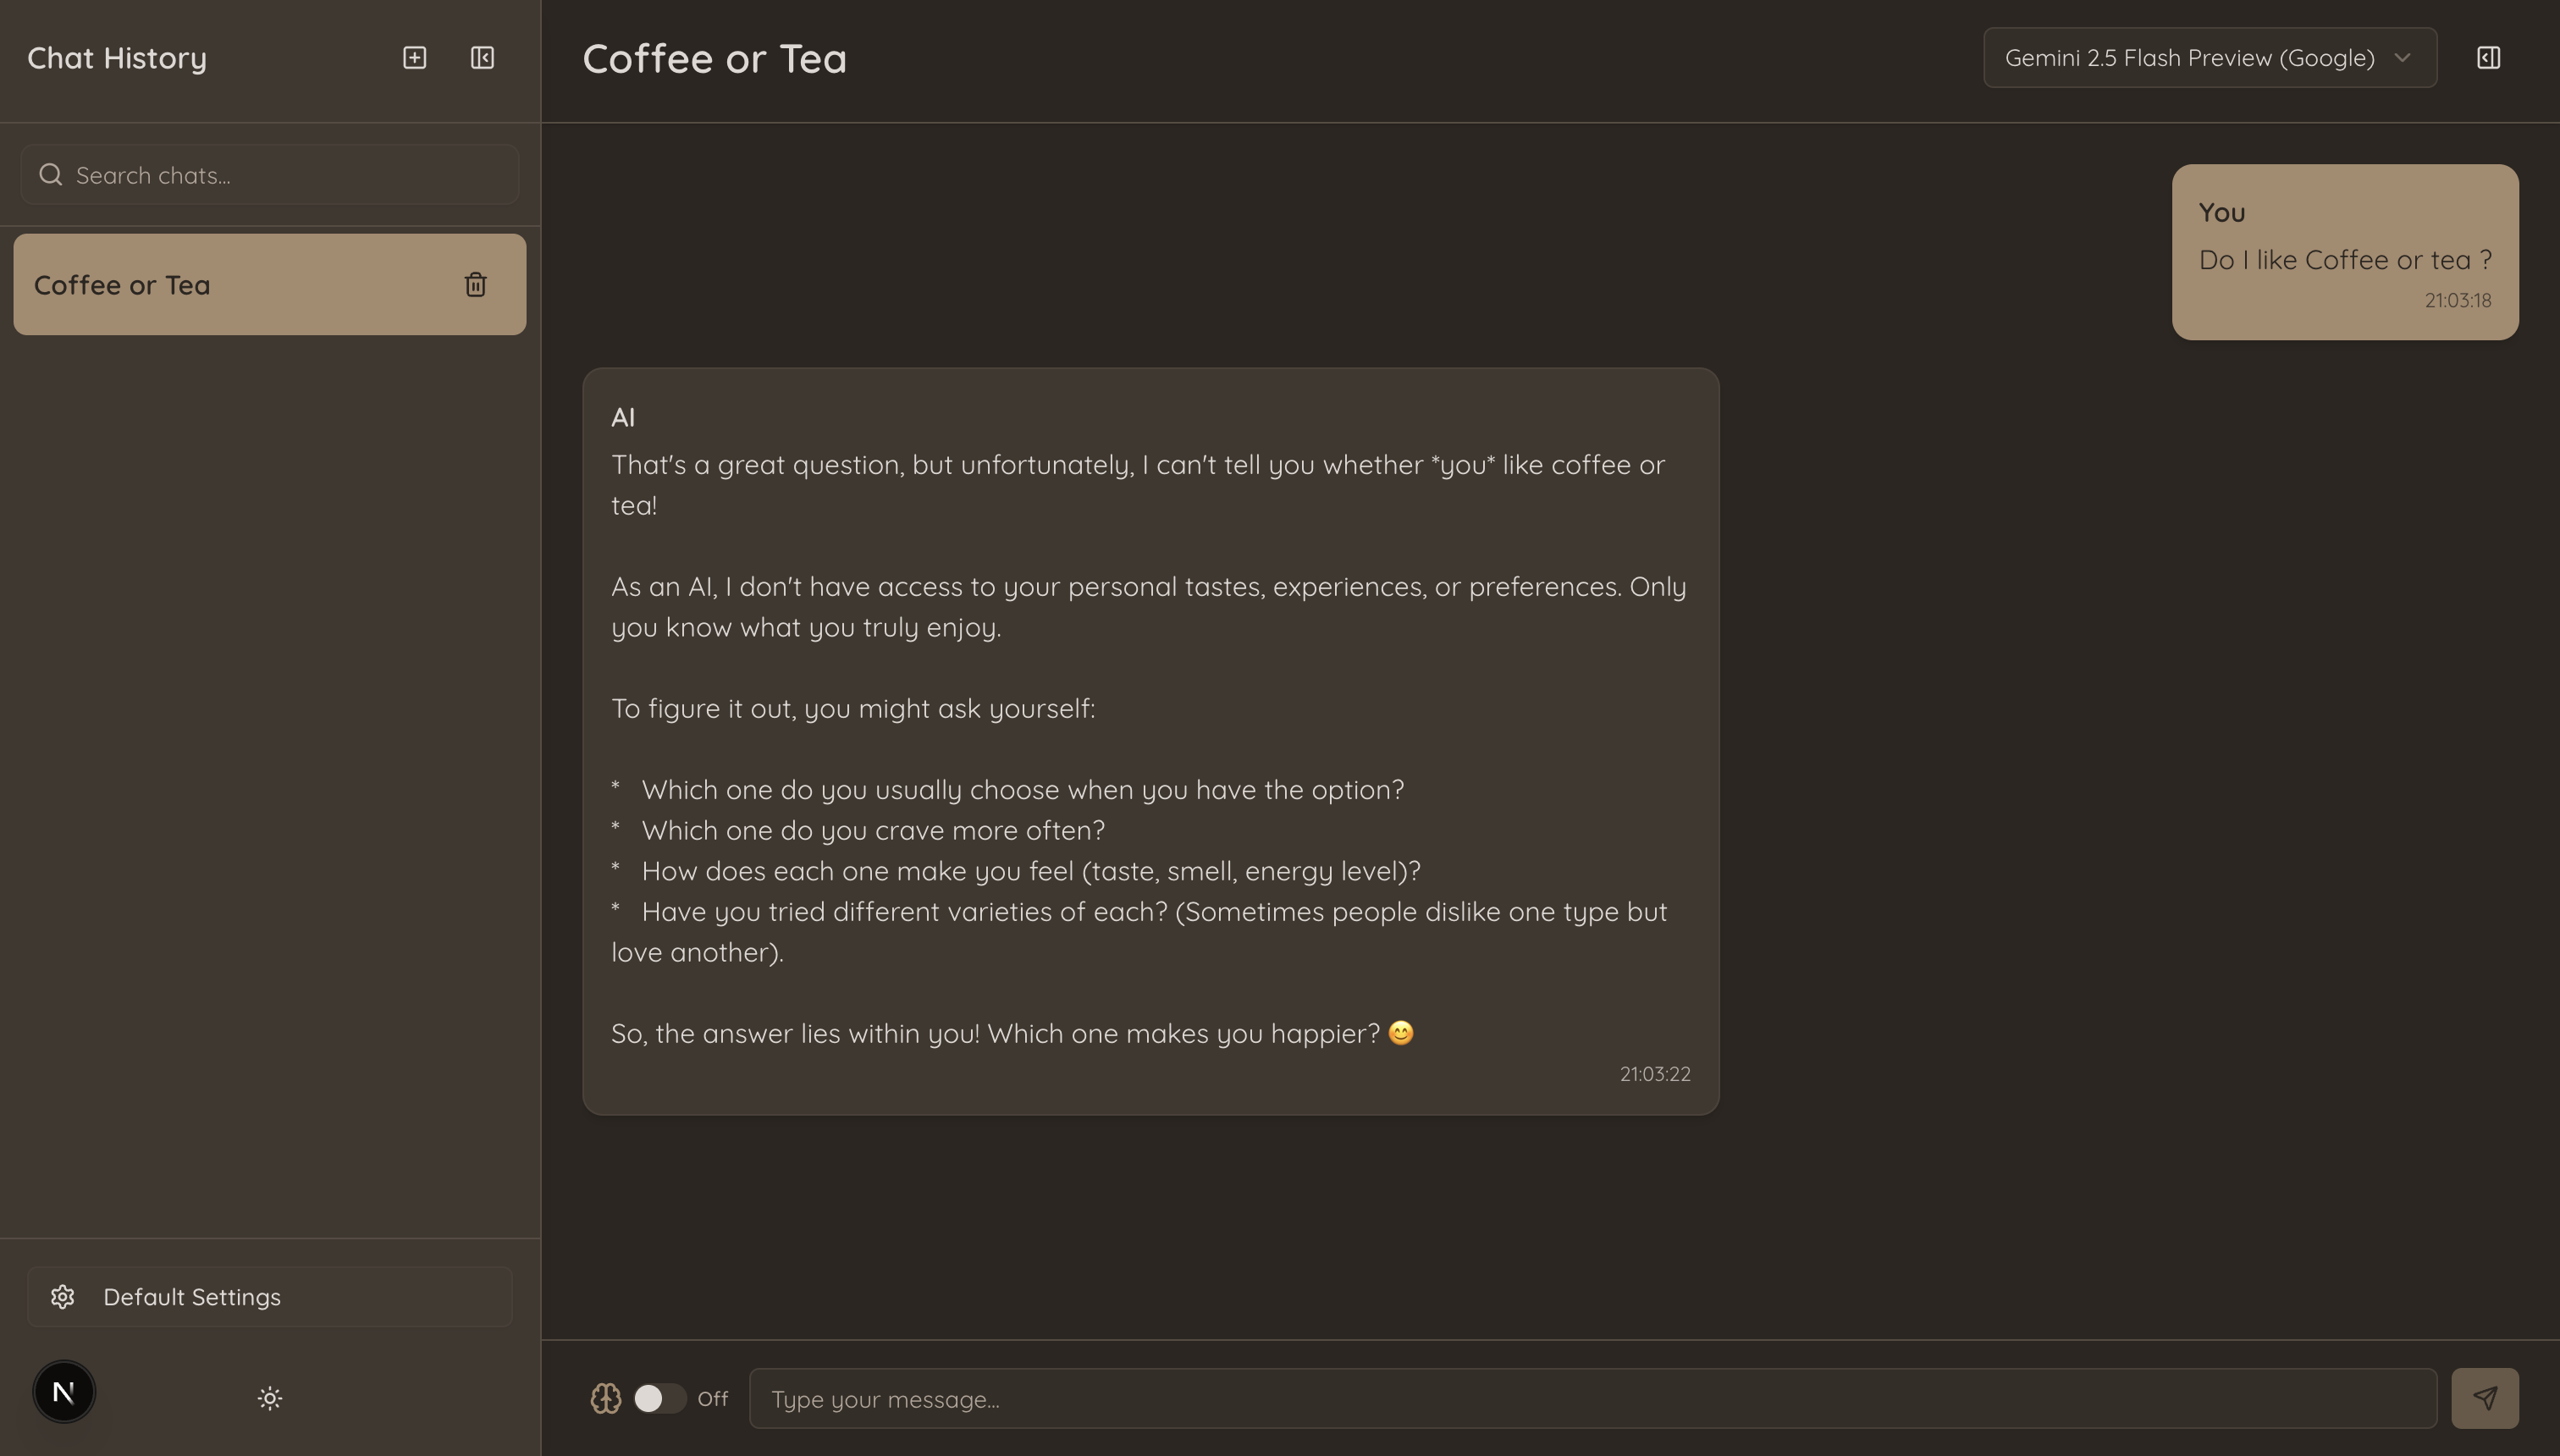 Chat History
Search chats...
Coffee or Tea
Default Settings
N
Coffee or Tea
Gemini 2.5 Flash Preview (Google)
You
Do I like Coffee or tea ?
21:03:18
AI
That's a great question, but unfortunately, I can't tell you whether *you* like coffee or
tea!
As an AI, I don't have access to your personal tastes, experiences, or preferences. Only
you know what you truly enjoy.
To figure it out, you might ask yourself:
* Which one do you usually choose when you have the option?
* Which one do you crave more often?
* How does each one make you feel (taste, smell, energy level)?
* Have you tried different varieties of each? (Sometimes people dislike one type but
love another).
So, the answer lies within you! Which one makes you happier? 😊
21:03:22
Off
Type your message...